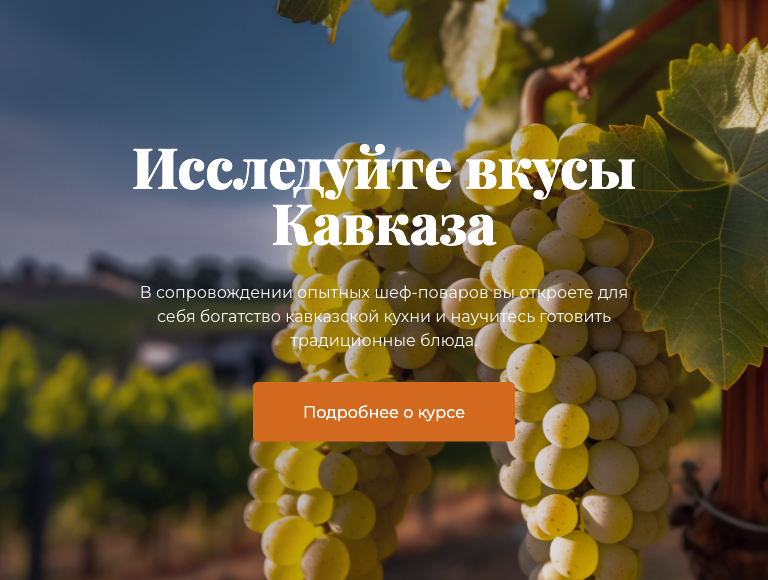 Исследуйте вкусы
Кавказа
В сопровождении опытных шеф-поваров вы откроете для
себя богатство кавказской кухни и научитесь готовить
традиционные блюда.
Подробнее о курсе